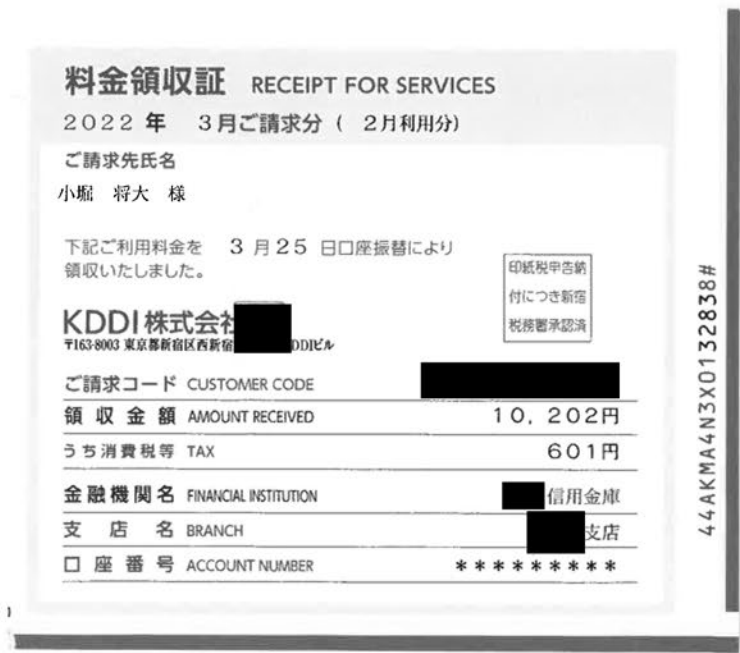 料金領収証 RECEIPT FOR SERVICES
2022 年 3月ご請求分 ( 2月利用分)
ご請求先氏名
小堀 将大 様
下記ご利用料金を 3 月 25 日口座振替により
領収いたしました。
印紙税申告納
付につき新宿
税務署承認済
KDDI 株式会
〒163-8003 東京都新宿区西新宿 DDIビル
ご請求コード CUSTOMER CODE
領収金額 AMOUNT RECEIVED 10, 202円
うち消費税等 TAX 601円
金融機関名 FINANCIAL INSTITUTION 信用金庫
支店名 BRANCH 支店
口座番号 ACCOUNT NUMBER *********
44AKMA4N3X0132838#